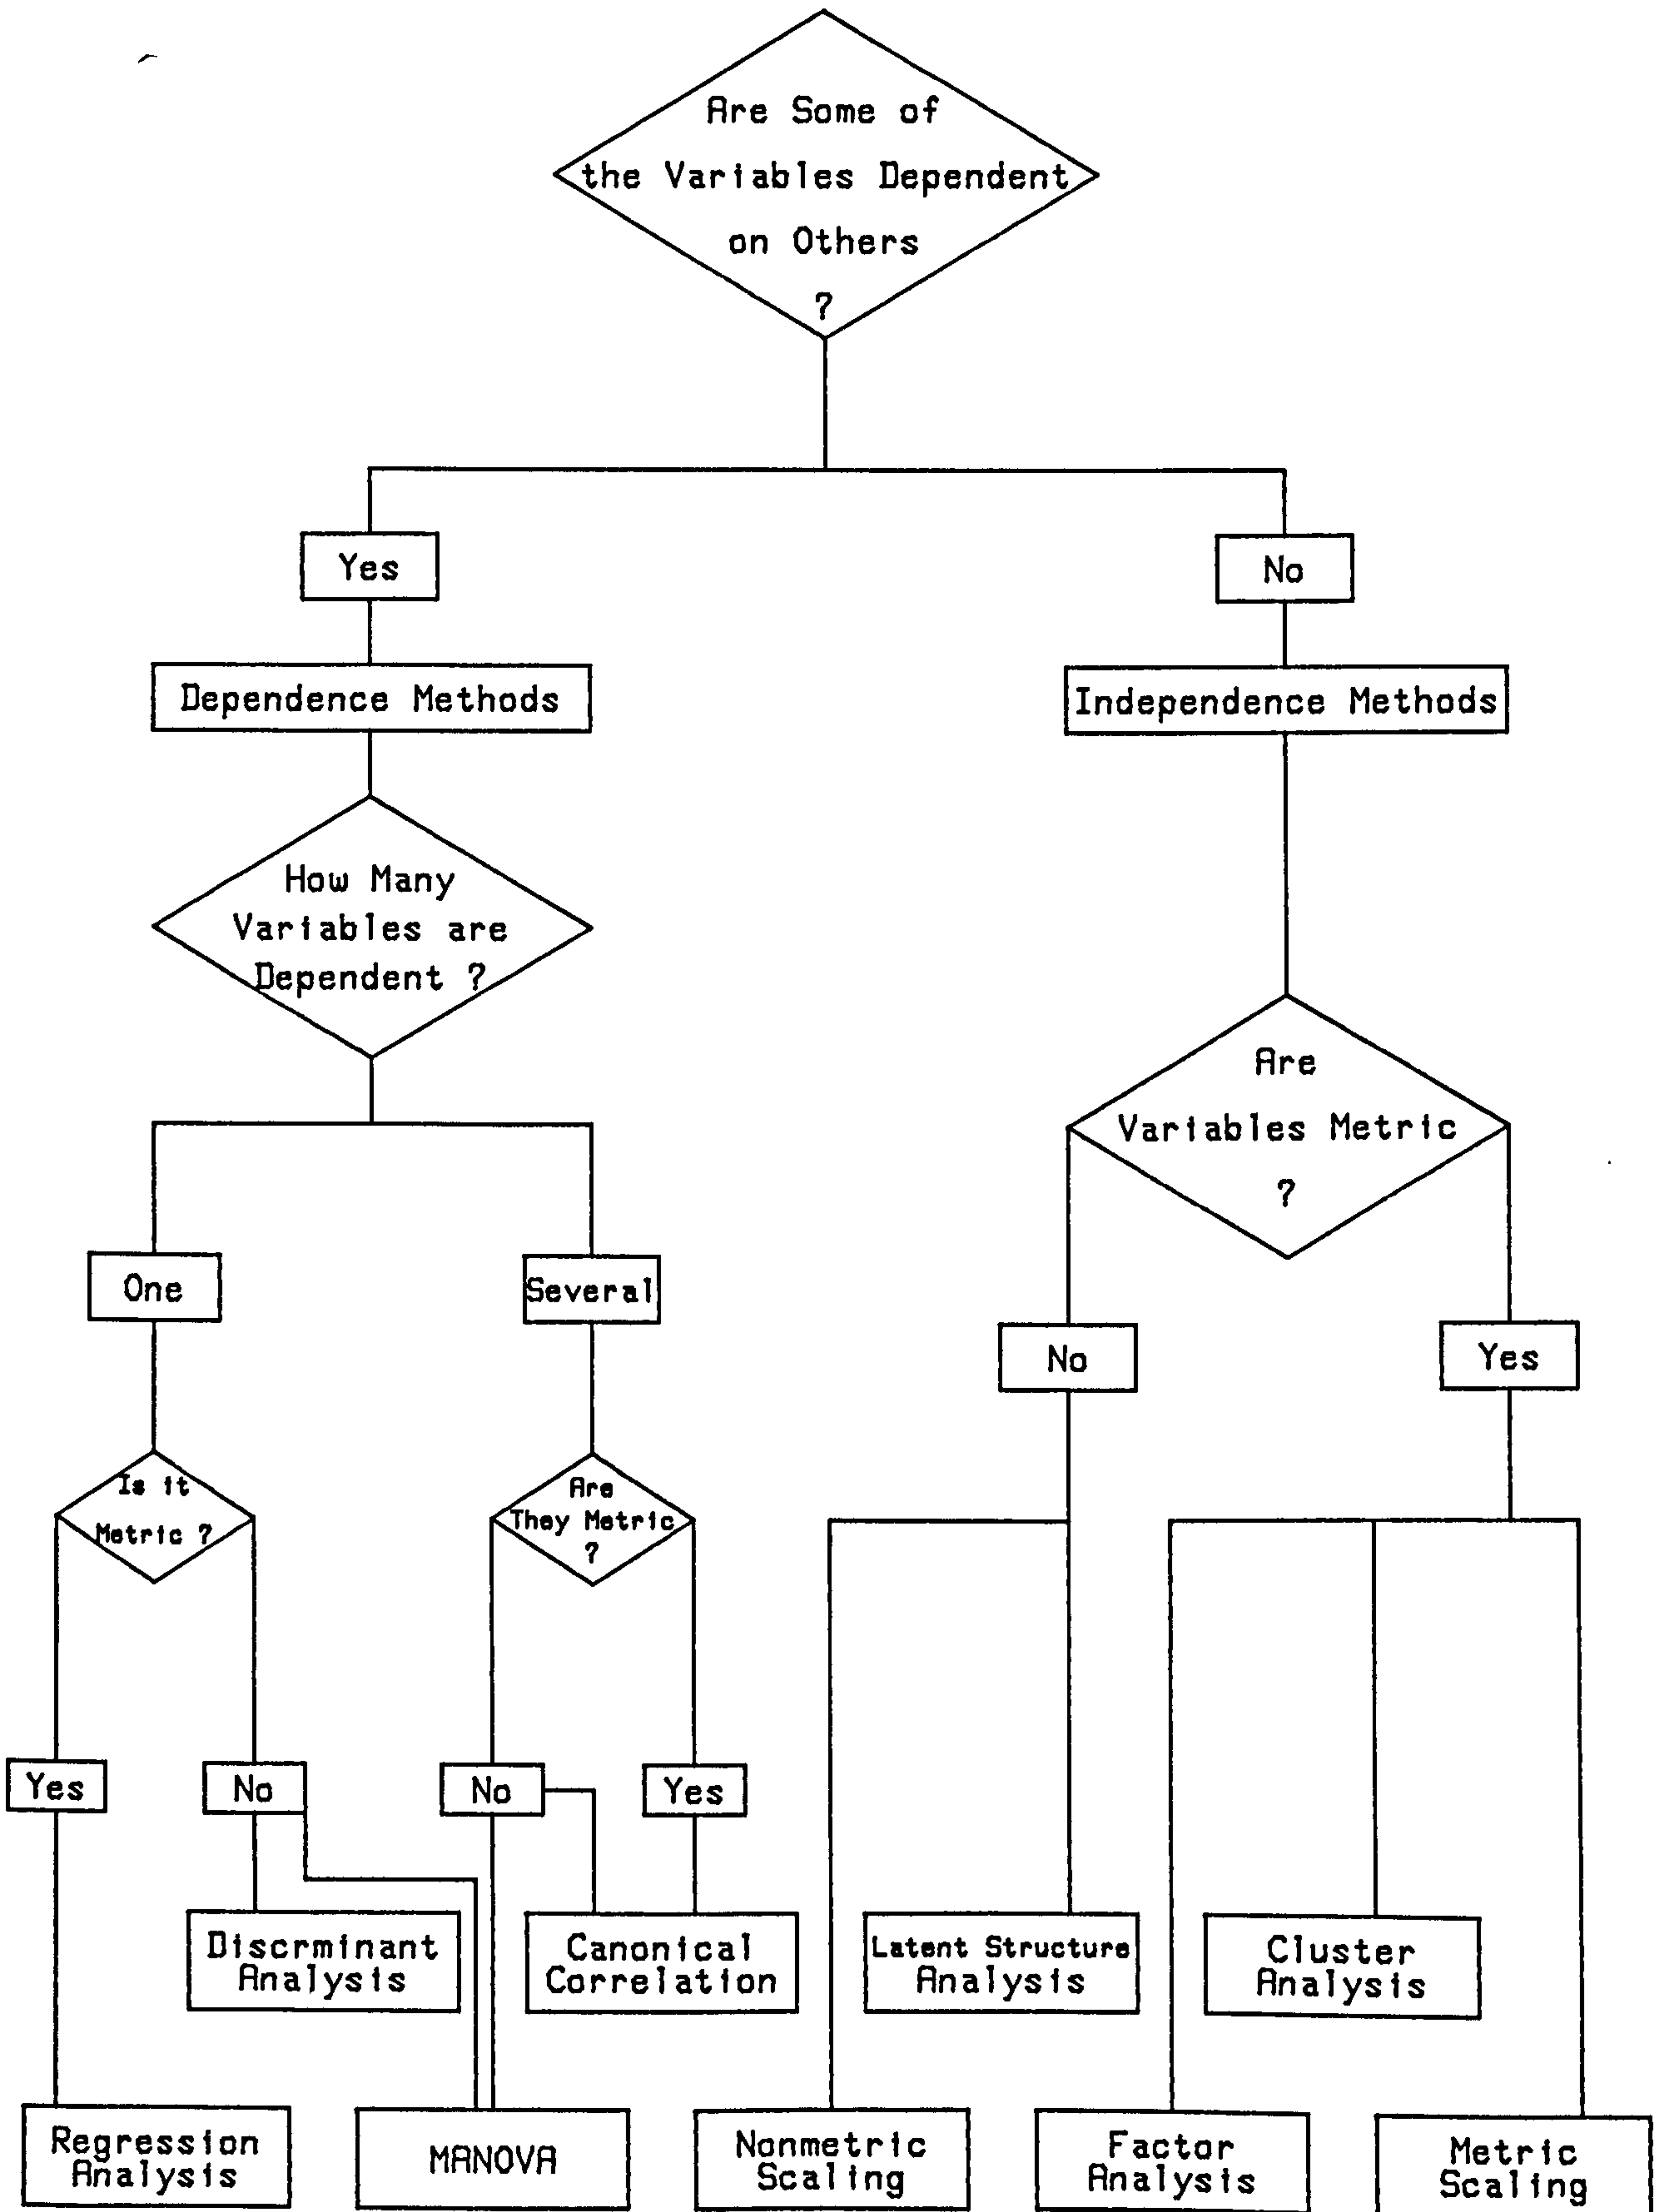 Are Some of
the Variables Dependent
on Others
?
Yes
No
Dependence Methods
Independence Methods
How Many
Variables are
Dependent ?
Are
Variables Metric
?
One
Several
No
Yes
Is it
Metric ?
Are
They Metric
?
Yes
No
No
Yes
Discrminant
Analysis
Canonical
Correlation
Latent Structure
Analysis
Cluster
Analysis
Regression
Analysis
MANOVA
Nonmetric
Scaling
Factor
Analysis
Metric
Scaling